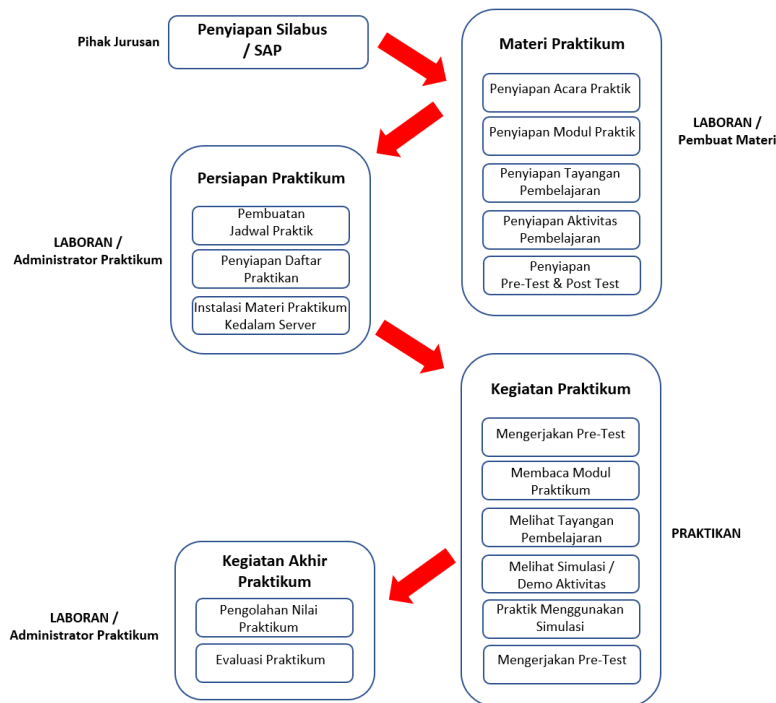 Pihak Jurusan
Penyiapan Silabus
/ SAP
Materi Praktikum
Penyiapan Acara Praktik
Penyiapan Modul Praktik
Penyiapan Tayangan
Pembelajaran
Penyiapan Aktivitas
Pembelajaran
Penyiapan
Pre-Test & Post Test
LABORAN /
Pembuat Materi
Persiapan Praktikum
Pembuatan
Jadwal Praktik
Penyiapan Daftar
Praktikan
Instalasi Materi Praktikum
Kedalam Server
LABORAN /
Administrator Praktikum
Kegiatan Praktikum
Mengerjakan Pre-Test
Membaca Modul
Praktikum
Melihat Tayangan
Pembelajaran
Melihat Simulasi /
Demo Aktivitas
Praktik Menggunakan
Simulasi
Mengerjakan Pre-Test
PRAKTIKAN
Kegiatan Akhir
Praktikum
Pengolahan Nilai
Praktikum
Evaluasi Praktikum
LABORAN /
Administrator Praktikum